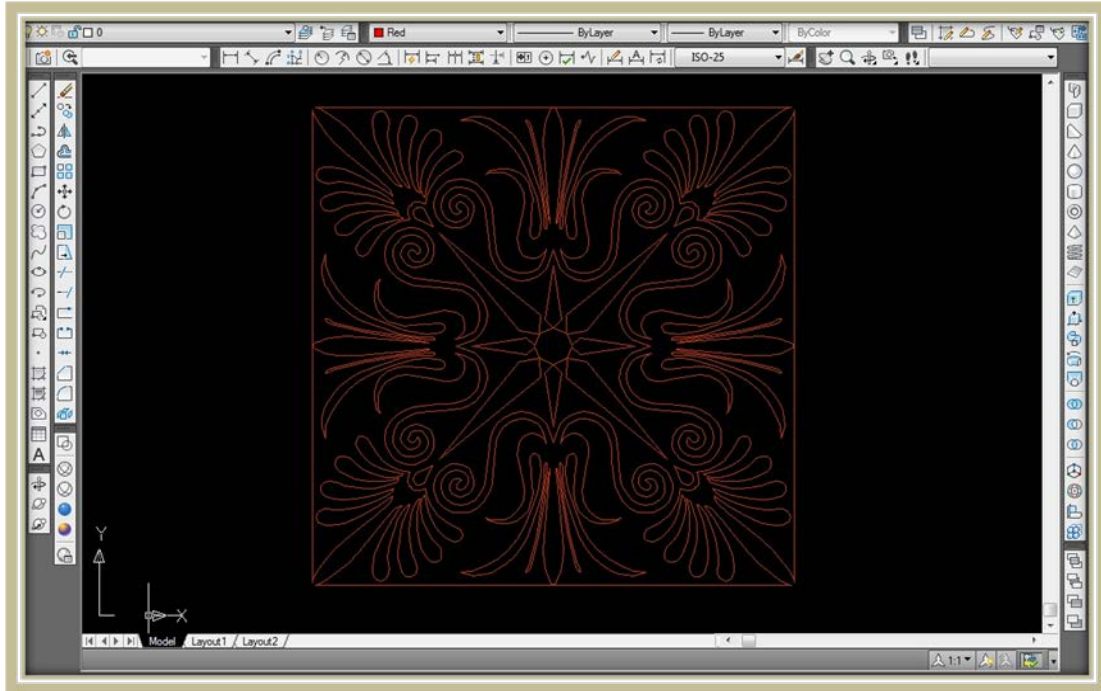 0 Red ByLayer ByLayer ByColor
ISO-25
A
Y
X
Model Layout1 Layout2
1:1